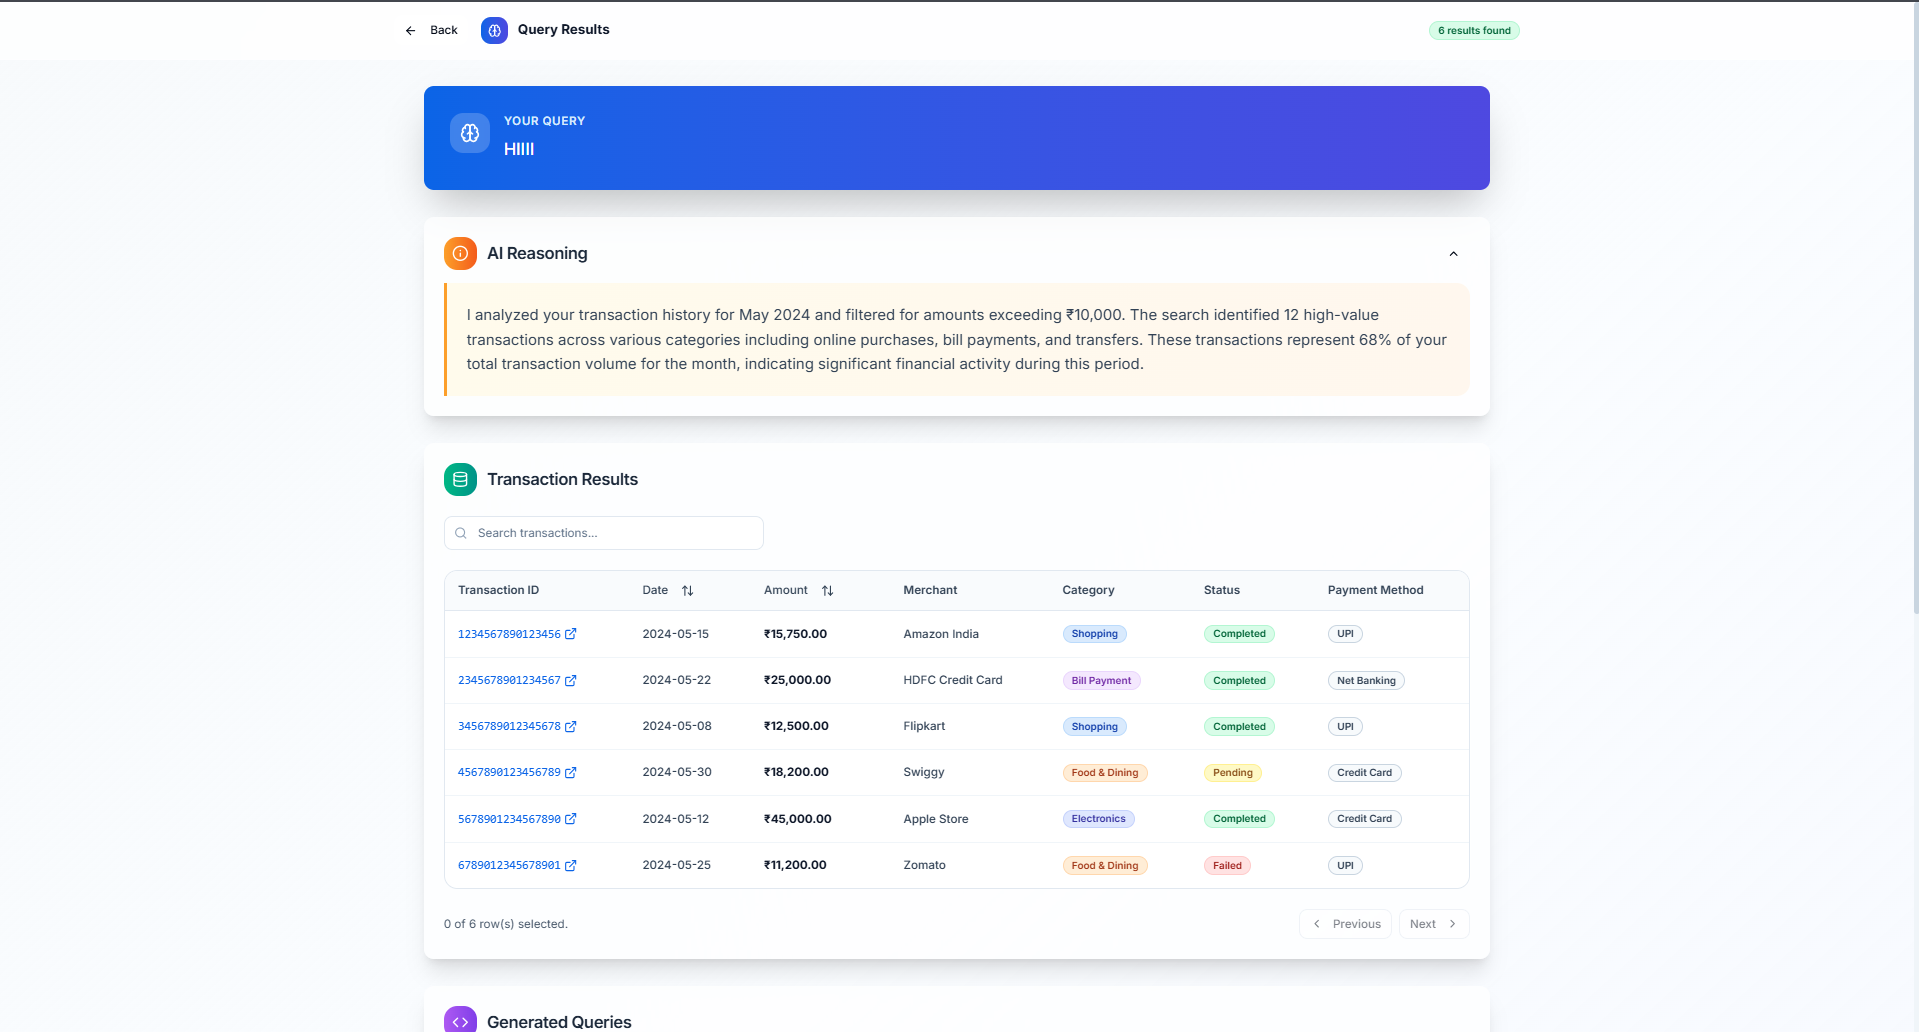 Back
Query Results
6 results found
YOUR QUERY
HIIII
AI Reasoning
I analyzed your transaction history for May 2024 and filtered for amounts exceeding ₹10,000. The search identified 12 high-value
transactions across various categories including online purchases, bill payments, and transfers. These transactions represent 68% of your
total transaction volume for the month, indicating significant financial activity during this period.
Transaction Results
Search transactions...
Transaction ID Date Amount Merchant Category Status Payment Method
1234567890123456 2024-05-15 ₹15,750.00 Amazon India Shopping Completed UPI
2345678901234567 2024-05-22 ₹25,000.00 HDFC Credit Card Bill Payment Completed Net Banking
3456789012345678 2024-05-08 ₹12,500.00 Flipkart Shopping Completed UPI
4567890123456789 2024-05-30 ₹18,200.00 Swiggy Food & Dining Pending Credit Card
5678901234567890 2024-05-12 ₹45,000.00 Apple Store Electronics Completed Credit Card
6789012345678901 2024-05-25 ₹11,200.00 Zomato Food & Dining Failed UPI
0 of 6 row(s) selected.
Previous Next
Generated Queries